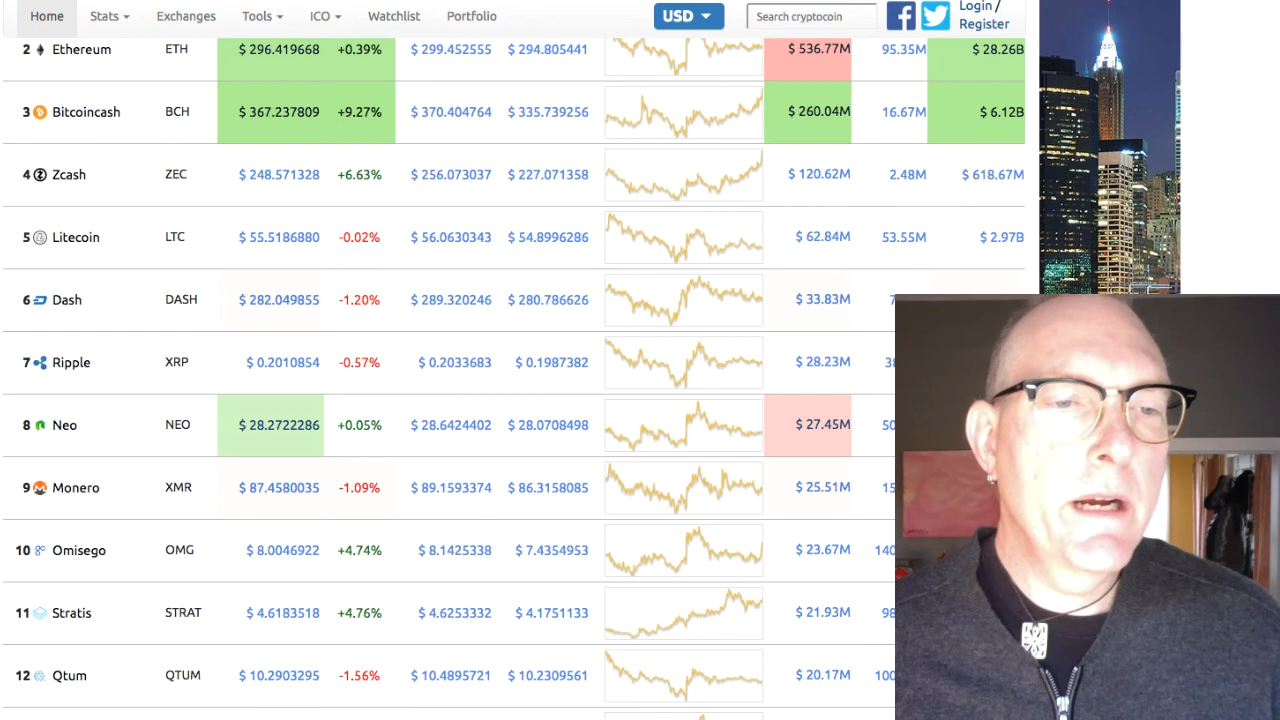 Home Stats Exchanges Tools ICO Watchlist Portfolio USD Search cryptocoin Login /
Register
2 Ethereum ETH $ 296.419668 +0.39% $ 299.452555 $ 294.805441 $ 536.77M 95.35M $ 28.26B
3 Bitcoincash BCH $ 367.237809 +9.27% $ 370.404764 $ 335.739256 $ 260.04M 16.67M $ 6.12B
4 Zcash ZEC $ 248.571328 +6.63% $ 256.073037 $ 227.071358 $ 120.62M 2.48M $ 618.67M
5 Litecoin LTC $ 55.5186880 -0.02% $ 56.0630343 $ 54.8996286 $ 62.84M 53.55M $ 2.97B
6 Dash DASH $ 282.049855 -1.20% $ 289.320246 $ 280.786626 $ 33.83M
7 Ripple XRP $ 0.2010854 -0.57% $ 0.2033683 $ 0.1987382 $ 28.23M
8 Neo NEO $ 28.2722286 +0.05% $ 28.6424402 $ 28.0708498 $ 27.45M 50
9 Monero XMR $ 87.4580035 -1.09% $ 89.1593374 $ 86.3158085 $ 25.51M 15
10 Omisego OMG $ 8.0046922 +4.74% $ 8.1425338 $ 7.4354953 $ 23.67M 140
11 Stratis STRAT $ 4.6183518 +4.76% $ 4.6253332 $ 4.1751133 $ 21.93M 98
12 Qtum QTUM $ 10.2903295 -1.56% $ 10.4895721 $ 10.2309561 $ 20.17M 100